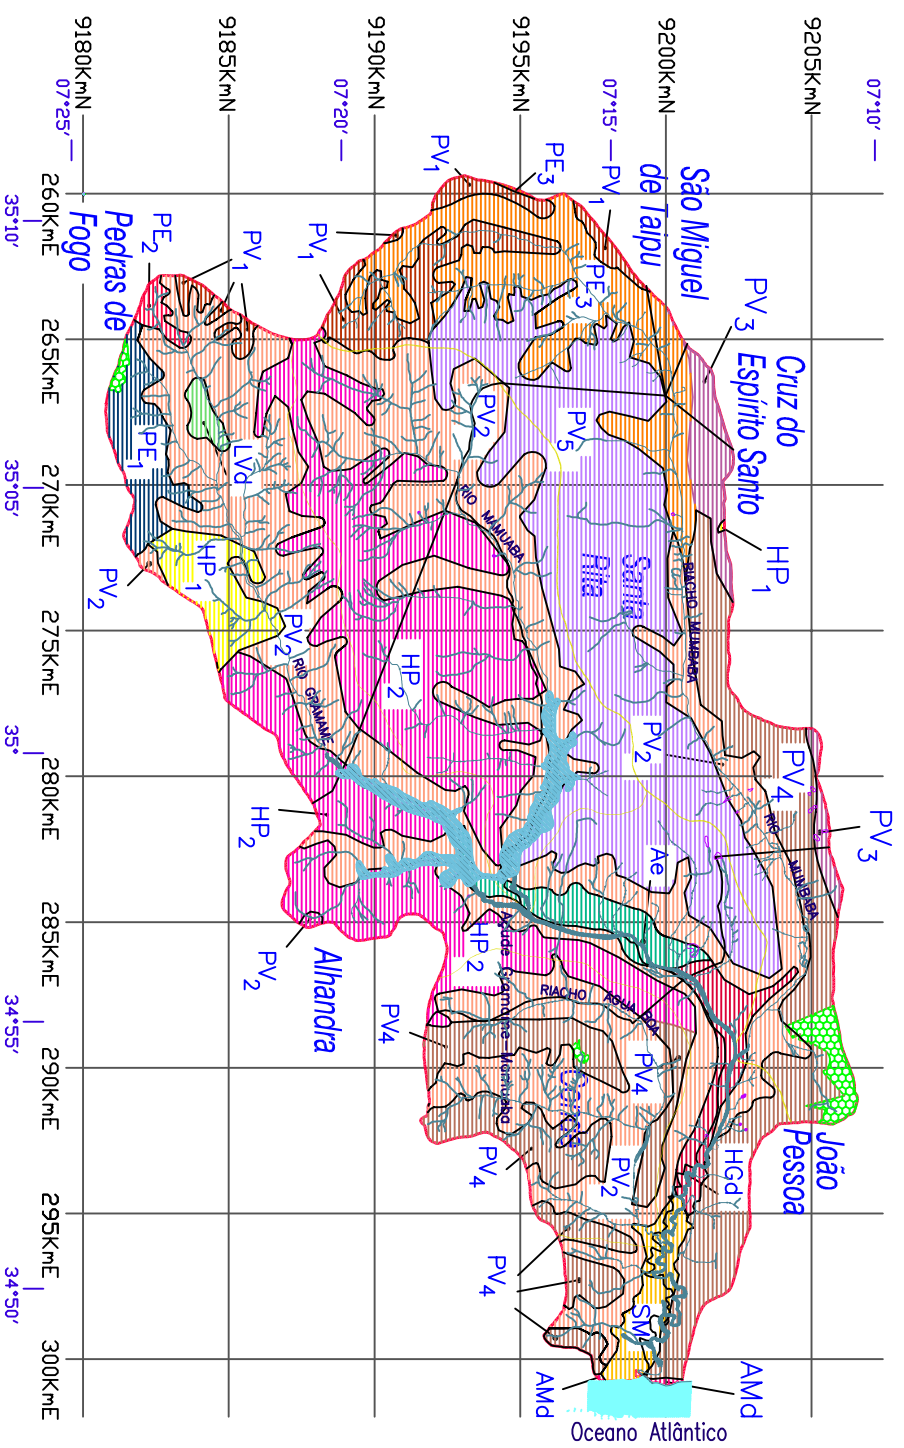 9180KmN
9185KmN
9190KmN
9195KmN
9200KmN
9205KmN
07°25'
07°20'
07°15'
07°10'
260KmE
265KmE
270KmE
275KmE
280KmE
285KmE
290KmE
295KmE
300KmE
35°10'
35°05'
35°
34°55'
34°50'
São Miguel
de Taipu
Cruz do
Espírito Santo
Pedras de
Fogo
Santa
Rita
Alhandra
Conde
João
Pessoa
Oceano Atlântico
PV1
PE3
PV1
PV1
PE3
PV3
PE2
PV1
PV2
PV5
PE1
LVd
HP1
PV2
HP1
PV2
HP2
PV2
PV4
PV3
HP2
Ae
PV2
HP2
PV4
PV4
PV4
PV2
HGd
PV4
SM
AMd
AMd
RIO MAMUABA
RIACHO MUMBABA
RIO GRAMAME
RIO MUMBABA
Açude Gramame-Mamuaba
RIACHO ÁGUA BOA